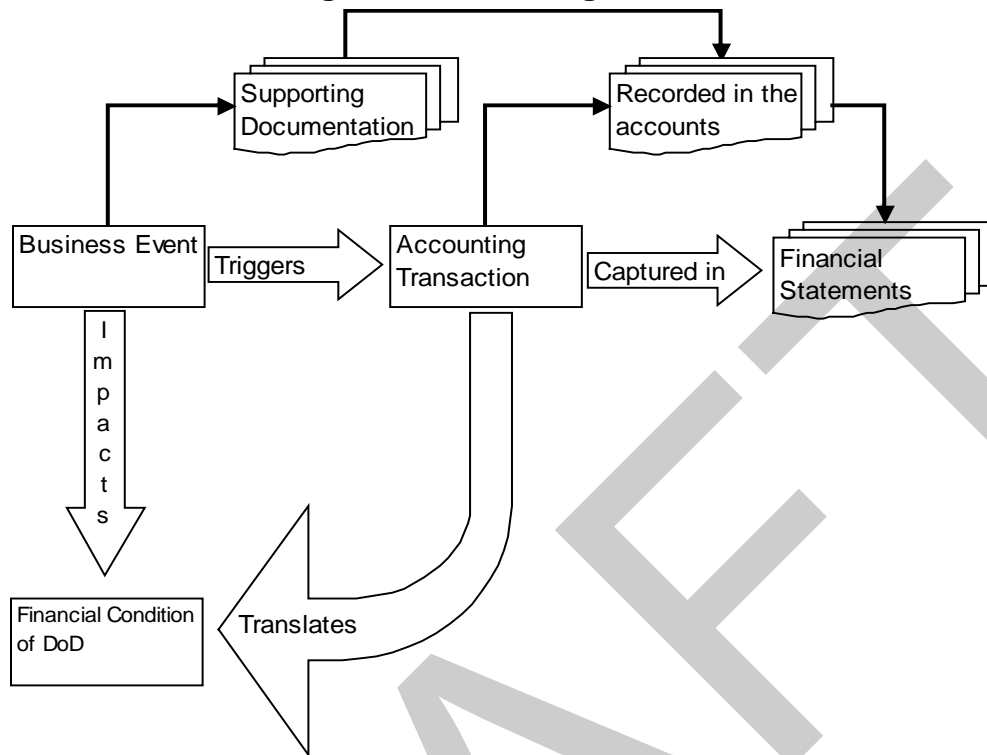 Supporting
Documentation
Recorded in the
accounts
Business Event
Triggers
Accounting
Transaction
Captured in
Financial
Statements
Impacts
Financial Condition
of DoD
Translates